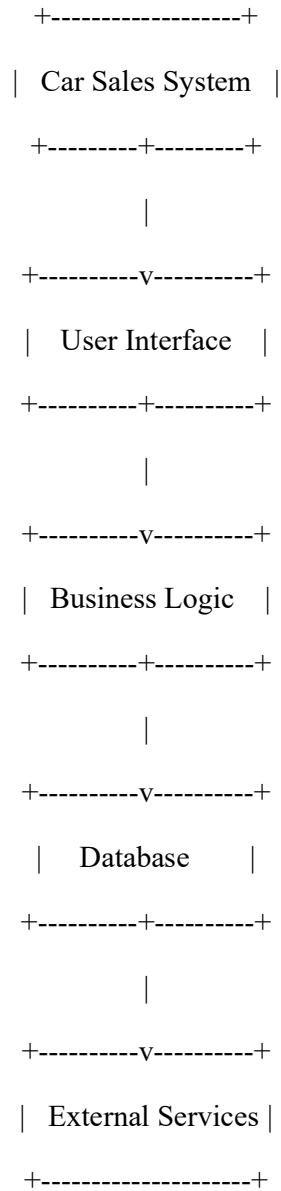 +-------------------+
| Car Sales System |
+---------+---------+
|
+----------v----------+
| User Interface |
+----------+----------+
|
+----------v----------+
| Business Logic |
+----------+----------+
|
+----------v----------+
| Database |
+----------+----------+
|
+----------v----------+
| External Services |
+---------------------+